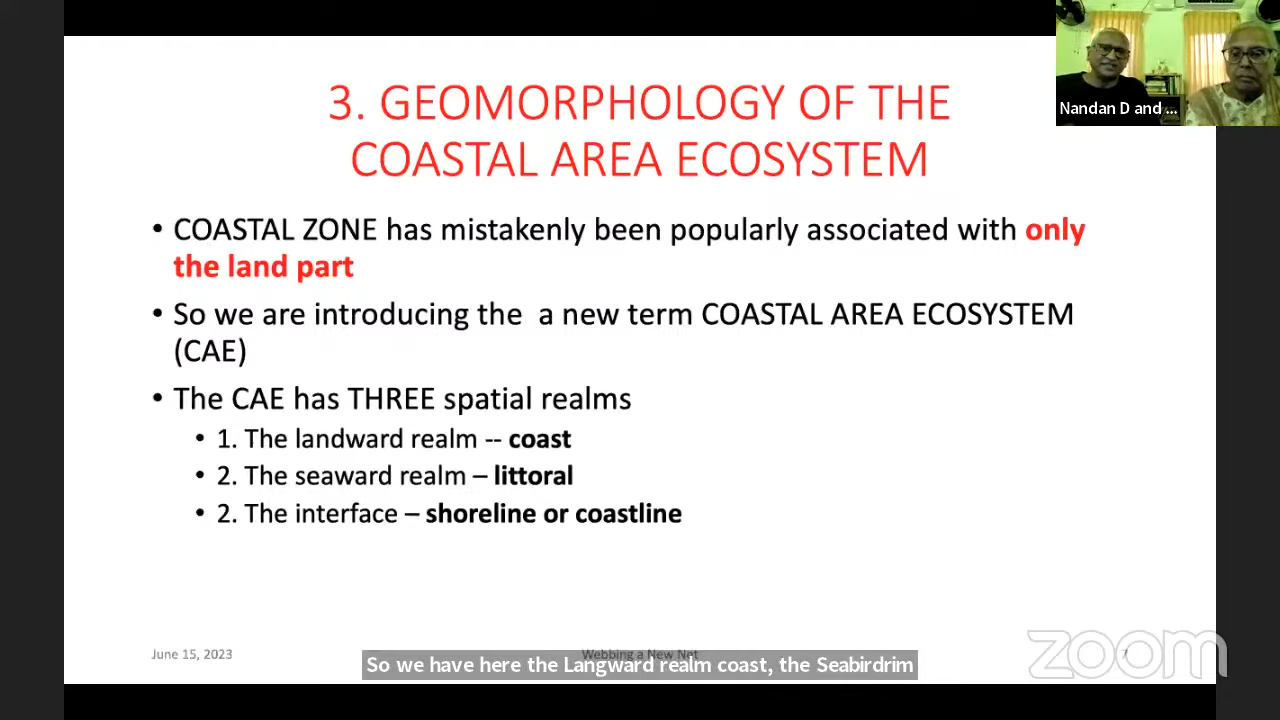 3. GEOMORPHOLOGY OF THE
COASTAL AREA ECOSYSTEM
Nandan D and ...
• COASTAL ZONE has mistakenly been popularly associated with only
the land part
• So we are introducing the a new term COASTAL AREA ECOSYSTEM
(CAE)
• The CAE has THREE spatial realms
• 1. The landward realm -- coast
• 2. The seaward realm – littoral
• 2. The interface – shoreline or coastline
June 15, 2023
Webbing a New Net
7
So we have here the Langward realm coast, the Seabirdrim
zoom